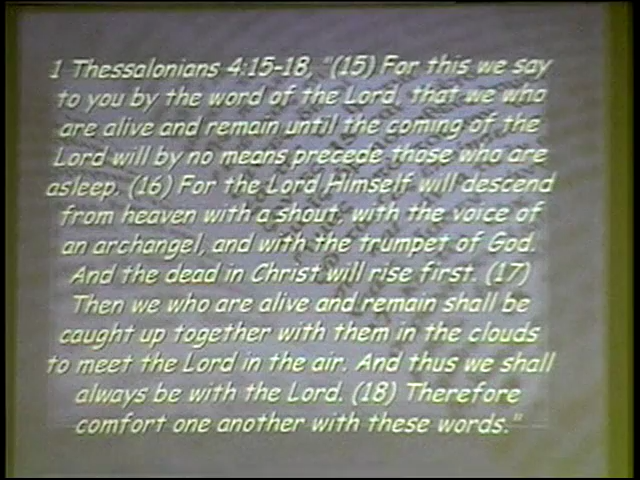 1 Thessalonians 4:15-18, "(15) For this we say
to you by the word of the Lord, that we who
are alive and remain until the coming of the
Lord will by no means precede those who are
asleep. (16) For the Lord Himself will descend
from heaven with a shout, with the voice of
an archangel, and with the trumpet of God.
And the dead in Christ will rise first. (17)
Then we who are alive and remain shall be
caught up together with them in the clouds
to meet the Lord in the air. And thus we shall
always be with the Lord. (18) Therefore
comfort one another with these words."